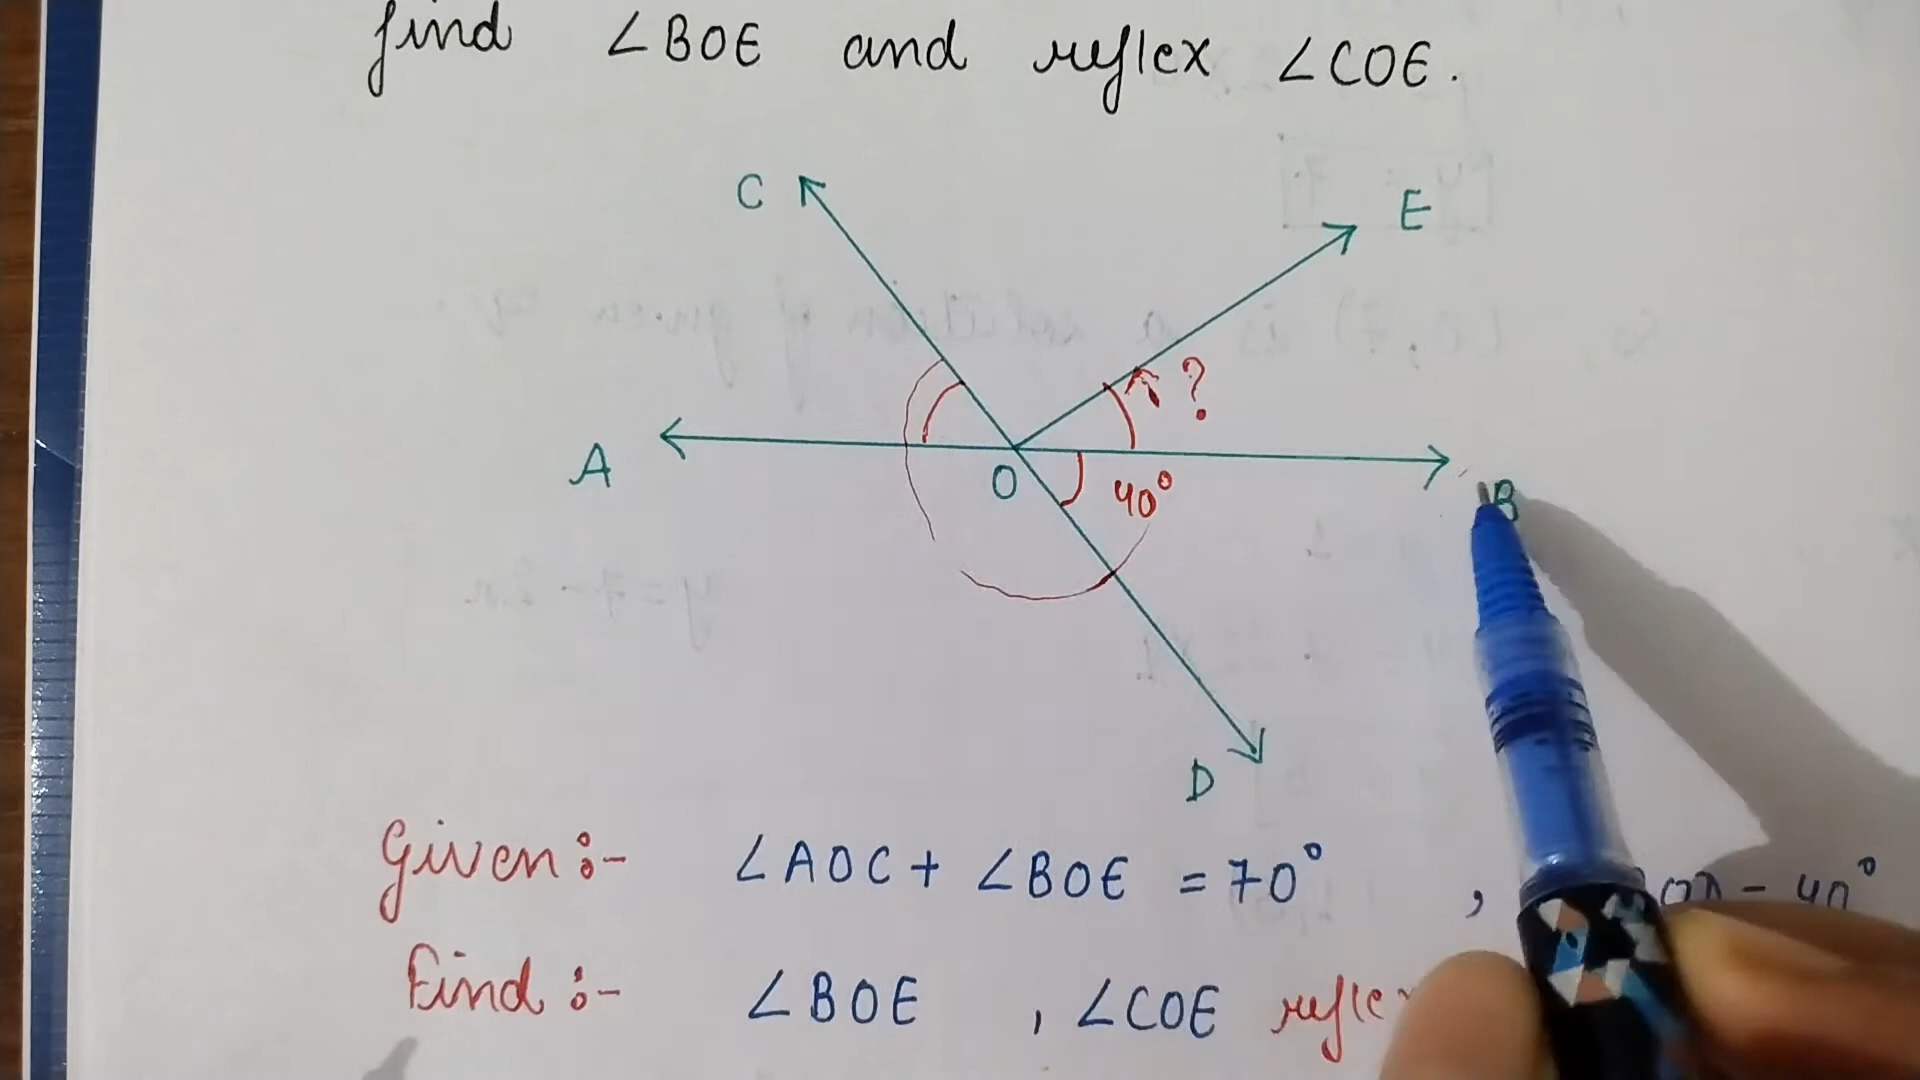 find ∠BOE and reflex ∠COE.
C
E
?
A
O
40°
B
D
Given :- ∠AOC + ∠BOE = 70° ,
Find :- ∠BOE , ∠COE